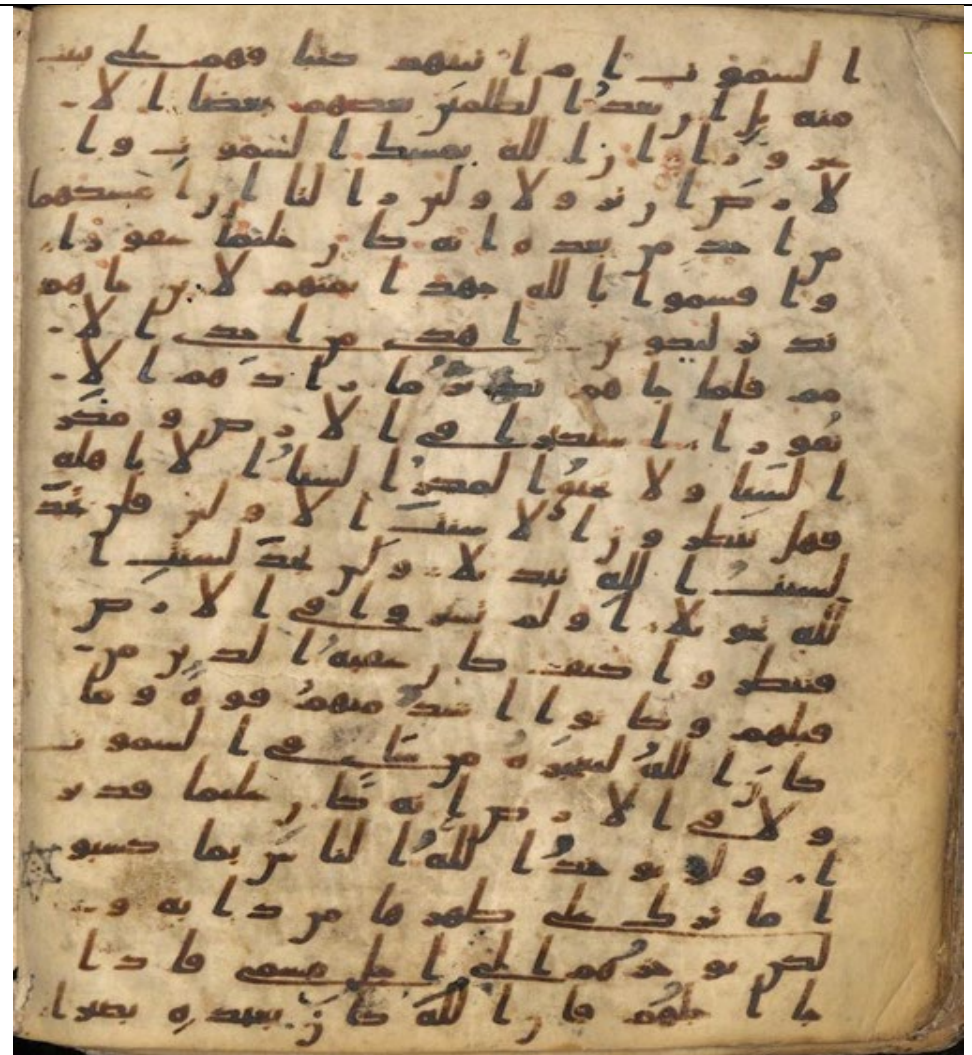 السموت ام اتينهم كتبا فهم على بينت
منه بل ان يعد الظلمون بعضهم بعضا الا
غرورا ان الله يمسك السموت وا
لارض ان تزولا ولئن زالتا ان امسكهما
من احد من بعده انه كان حليما غفورا
واقسموا بالله جهد ايمنهم لئن جاهم
نذير ليكونن اهدى من احدى الا
مم فلما جاهم نذير ما زادهم الا
نفورا استكبرا في الارض ومكر
السيا ولا يحيق المكر السيا الا باهله
فهل ينظرون الا سنت الاولين فلن تجد
لسنت الله تبديلا ولن تجد لسنت ا
لله تحويلا اولم يسيروا في الارض
فينظروا كيف كان عقبه الذين من
قبلهم وكانوا اشد منهم قوه وما
كان الله ليعجزه من شي في السموت
ولا في الارض انه كان عليما قدير
ا ولو يوخذ الله الناس بما كسبو
ا ما ترك على ظهرها من دابه و
لكن يوخرهم الى اجل مسمى فاذا
جا اجلهم فان الله كان بعبده بصيرا